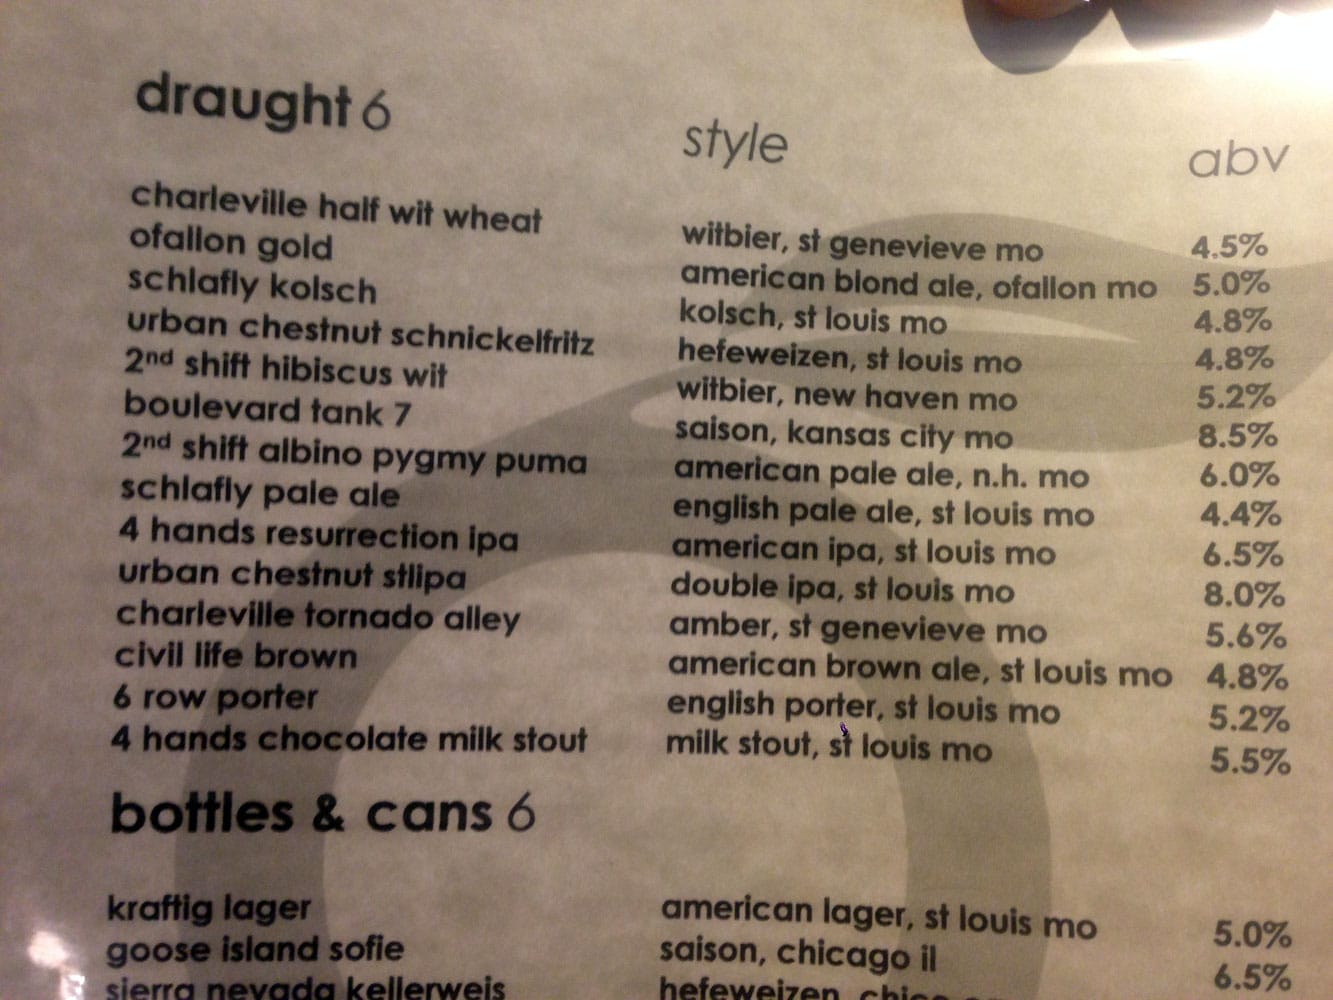 draught 6 style abv
charleville half wit wheat witbier, st genevieve mo 4.5%
ofallon gold american blond ale, ofallon mo 5.0%
schlafly kolsch kolsch, st louis mo 4.8%
urban chestnut schnickelfritz hefeweizen, st louis mo 4.8%
2nd shift hibiscus wit witbier, new haven mo 5.2%
boulevard tank 7 saison, kansas city mo 8.5%
2nd shift albino pygmy puma american pale ale, n.h. mo 6.0%
schlafly pale ale english pale ale, st louis mo 4.4%
4 hands resurrection ipa american ipa, st louis mo 6.5%
urban chestnut stlipa double ipa, st louis mo 8.0%
charleville tornado alley amber, st genevieve mo 5.6%
civil life brown american brown ale, st louis mo 4.8%
6 row porter english porter, st louis mo 5.2%
4 hands chocolate milk stout milk stout, st louis mo 5.5%
bottles & cans 6
kraftig lager american lager, st louis mo 5.0%
goose island sofie saison, chicago il 6.5%
sierra nevada kellerweis hefeweizen, chico